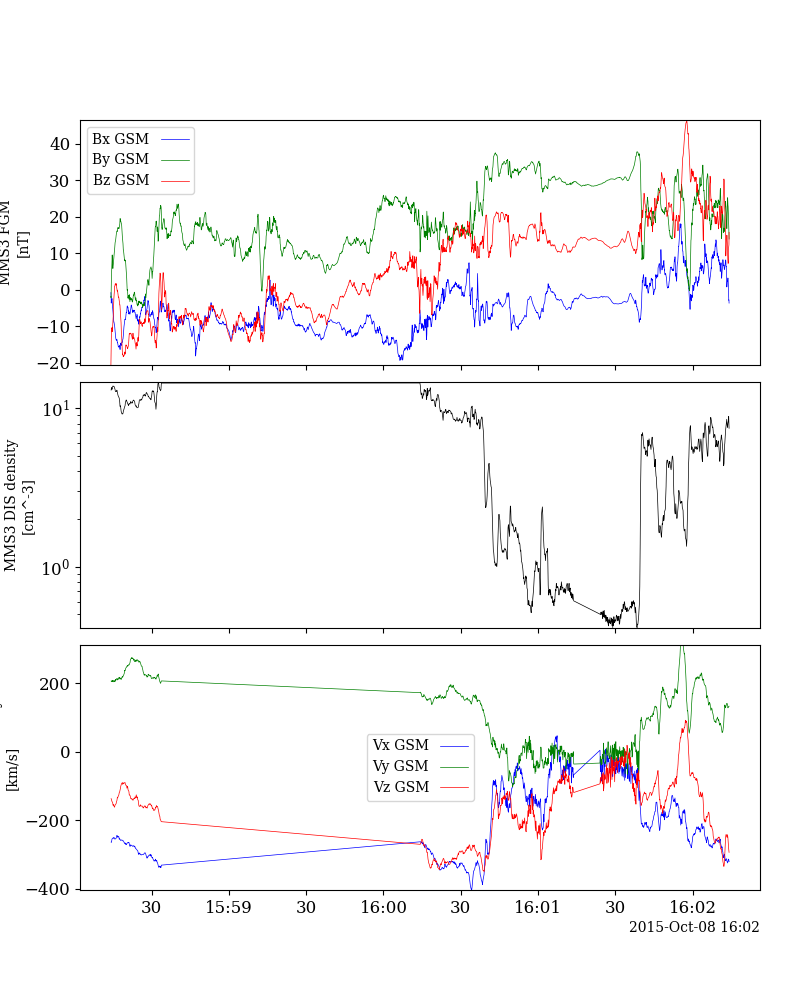 Bx GSM
By GSM
Bz GSM
40
30
20
10
0
−10
−20
MMS3 FGM
[nT]
10^1
10^0
MMS3 DIS density
[cm^-3]
200
0
−200
−400
[km/s]
Vx GSM
Vy GSM
Vz GSM
30 15:59 30 16:00 30 16:01 30 16:02
2015-Oct-08 16:02